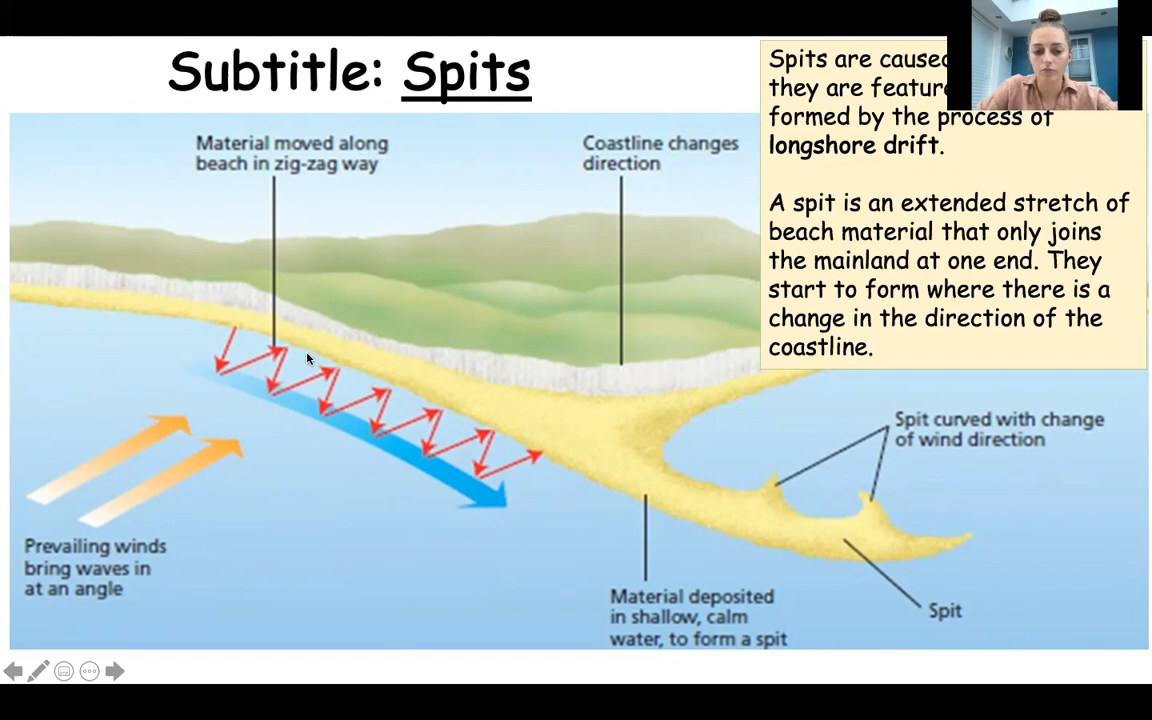 Subtitle: Spits
Spits are caused
they are feature
formed by the process of
longshore drift.
A spit is an extended stretch of
beach material that only joins
the mainland at one end. They
start to form where there is a
change in the direction of the
coastline.
Material moved along
beach in zig-zag way
Coastline changes
direction
Spit curved with change
of wind direction
Prevailing winds
bring waves in
at an angle
Material deposited
in shallow, calm
water, to form a spit
Spit